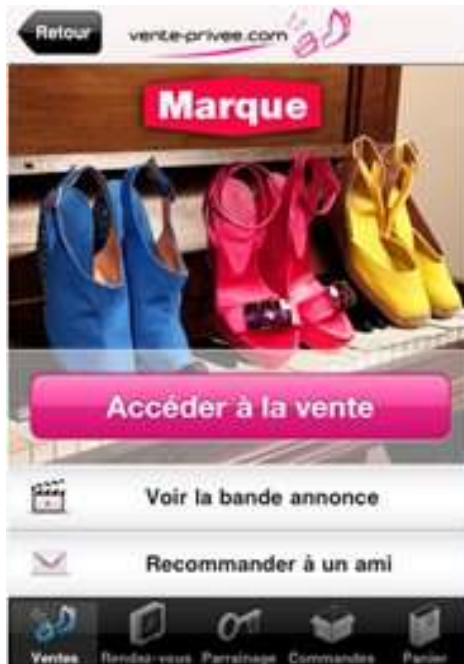 Retour
vente-privee.com
Marque
Accéder à la vente
Voir la bande annonce
Recommander à un ami
Ventes Rendez-vous Parrainage Commandes Panier